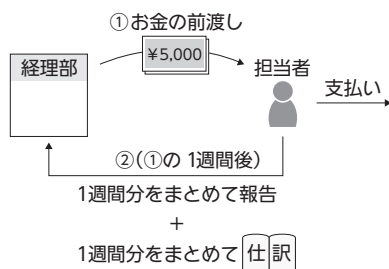 ①お金の前渡し
¥5,000
経理部
担当者
支払い
②(①の 1週間後)
1週間分をまとめて報告
+
1週間分をまとめて 仕訳